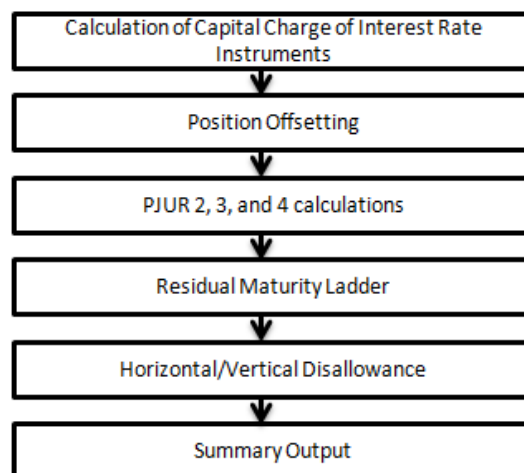 Calculation of Capital Charge of Interest Rate
Instruments
Position Offsetting
PJUR 2, 3, and 4 calculations
Residual Maturity Ladder
Horizontal/Vertical Disallowance
Summary Output